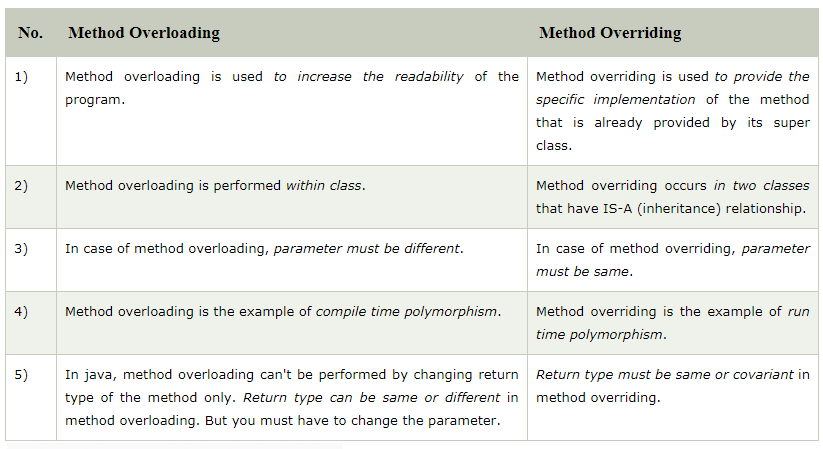 No. Method Overloading Method Overriding
1) Method overloading is used to increase the readability of the
program.
Method overriding is used to provide the
specific implementation of the method
that is already provided by its super
class.
2) Method overloading is performed within class.
Method overriding occurs in two classes
that have IS-A (inheritance) relationship.
3) In case of method overloading, parameter must be different.
In case of method overriding, parameter
must be same.
4) Method overloading is the example of compile time polymorphism.
Method overriding is the example of run
time polymorphism.
5) In java, method overloading can't be performed by changing return
type of the method only. Return type can be same or different in
method overloading. But you must have to change the parameter.
Return type must be same or covariant in
method overriding.